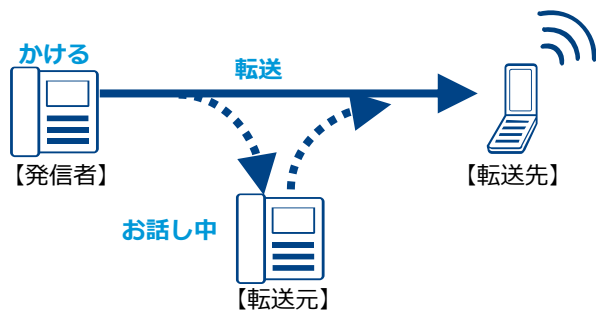 かける
転送
【発信者】
【転送先】
お話し中
【転送元】